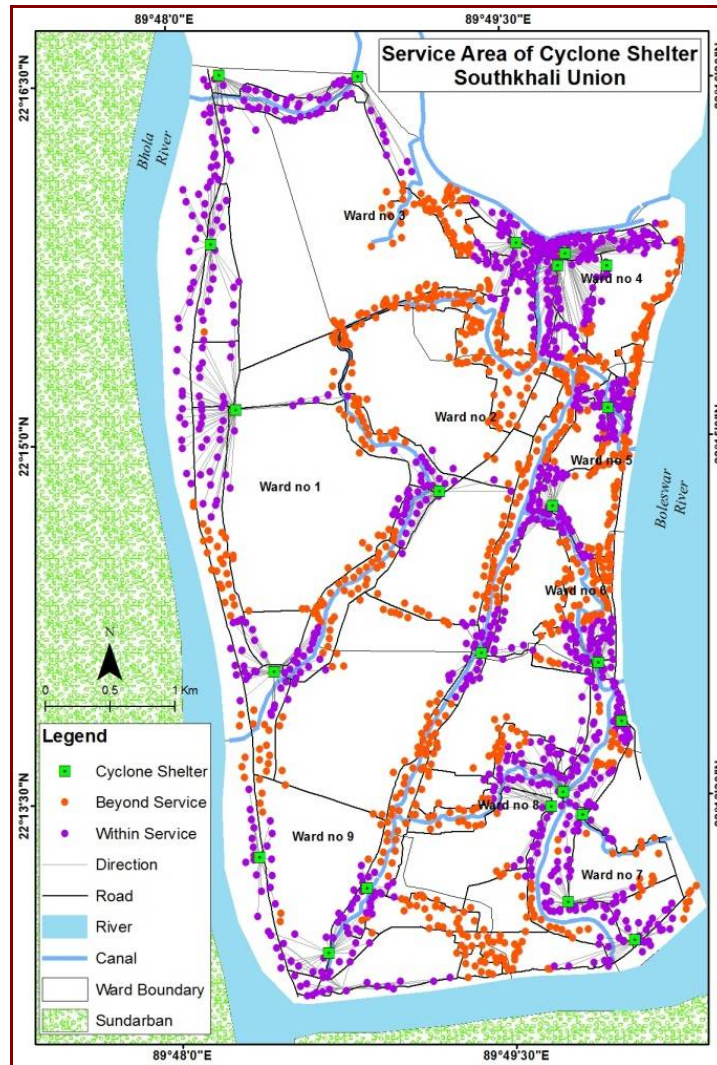 89°48'0"E
89°49'30"E
Service Area of Cyclone Shelter
Southkhali Union
22°16'30"N
Bhola
River
Ward no 3
Ward no 4
Ward no 2
22°15'0"N
Ward no 5
Ward no 1
Boleswar
River
Ward no 6
N
0 0.5 1 Km
Legend
Cyclone Shelter
Beyond Service
Within Service
Direction
Road
River
Canal
Ward Boundary
Sundarban
22°13'30"N
Ward no 8
Ward no 9
Ward no 7
89°48'0"E
89°49'30"E